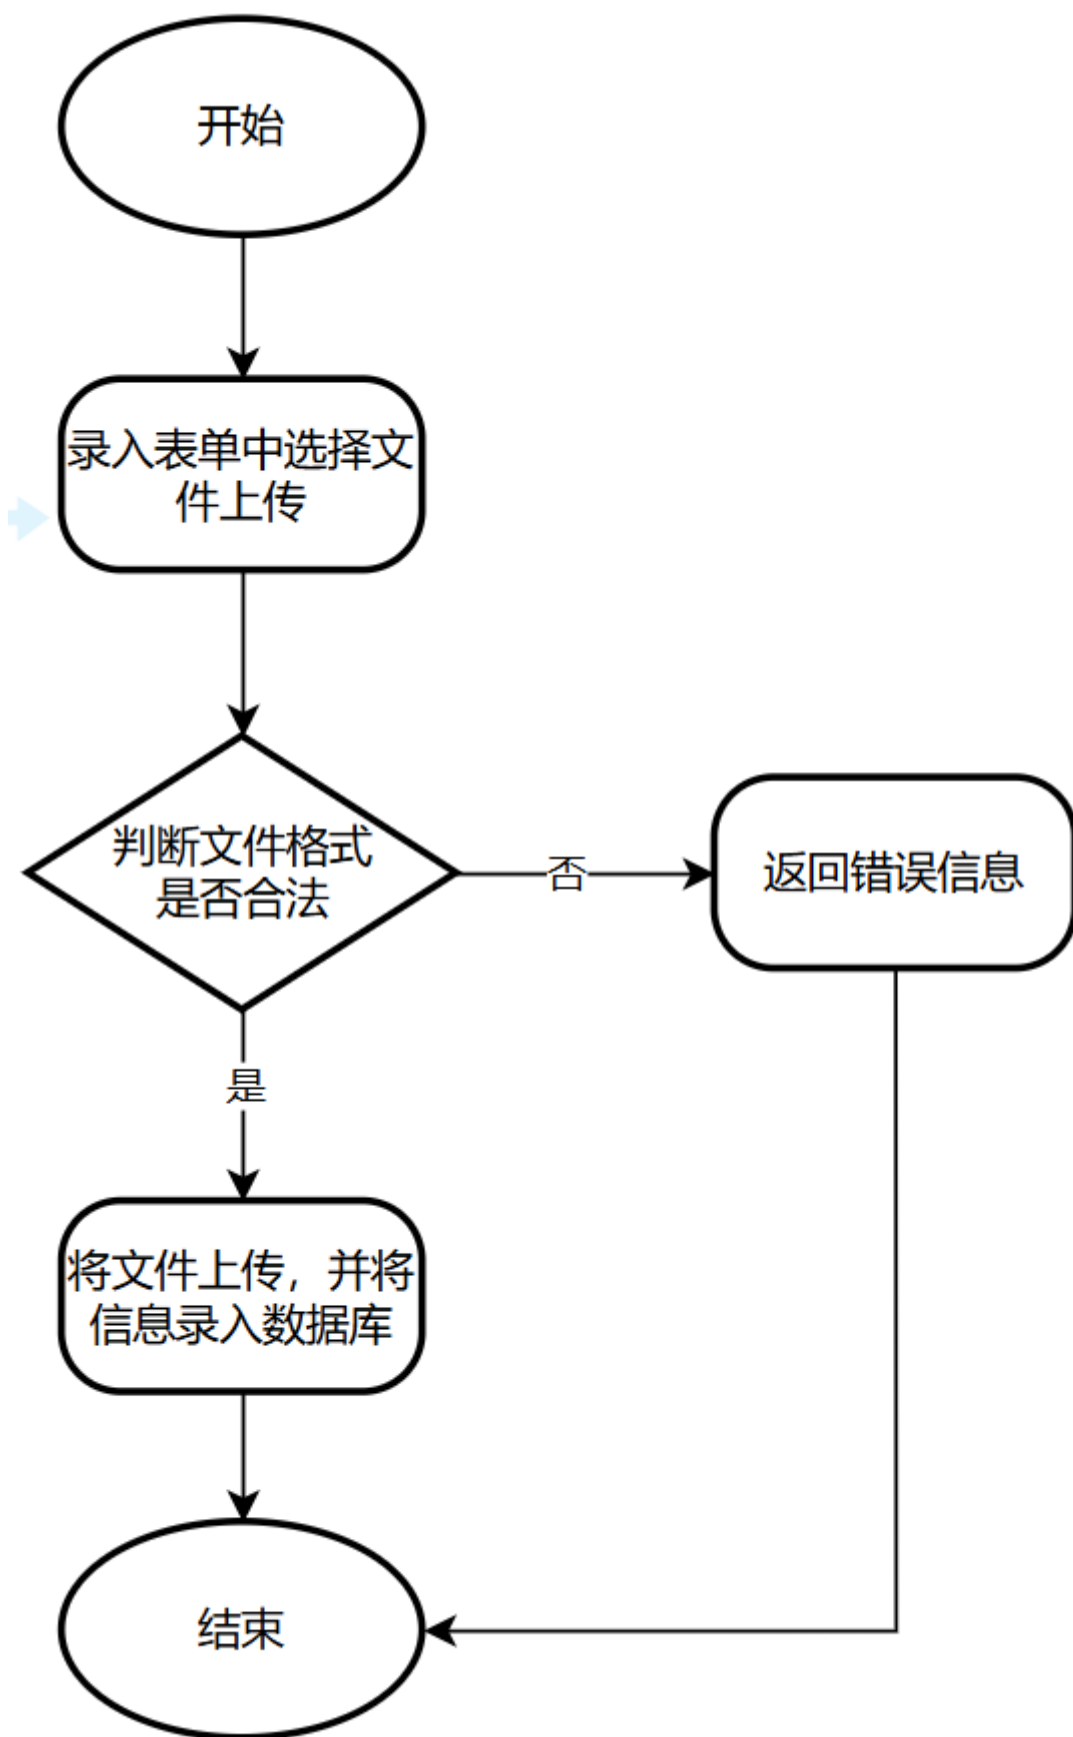 开始
录入表单中选择文
件上传
判断文件格式
是否合法
否
返回错误信息
是
将文件上传，并将
信息录入数据库
结束